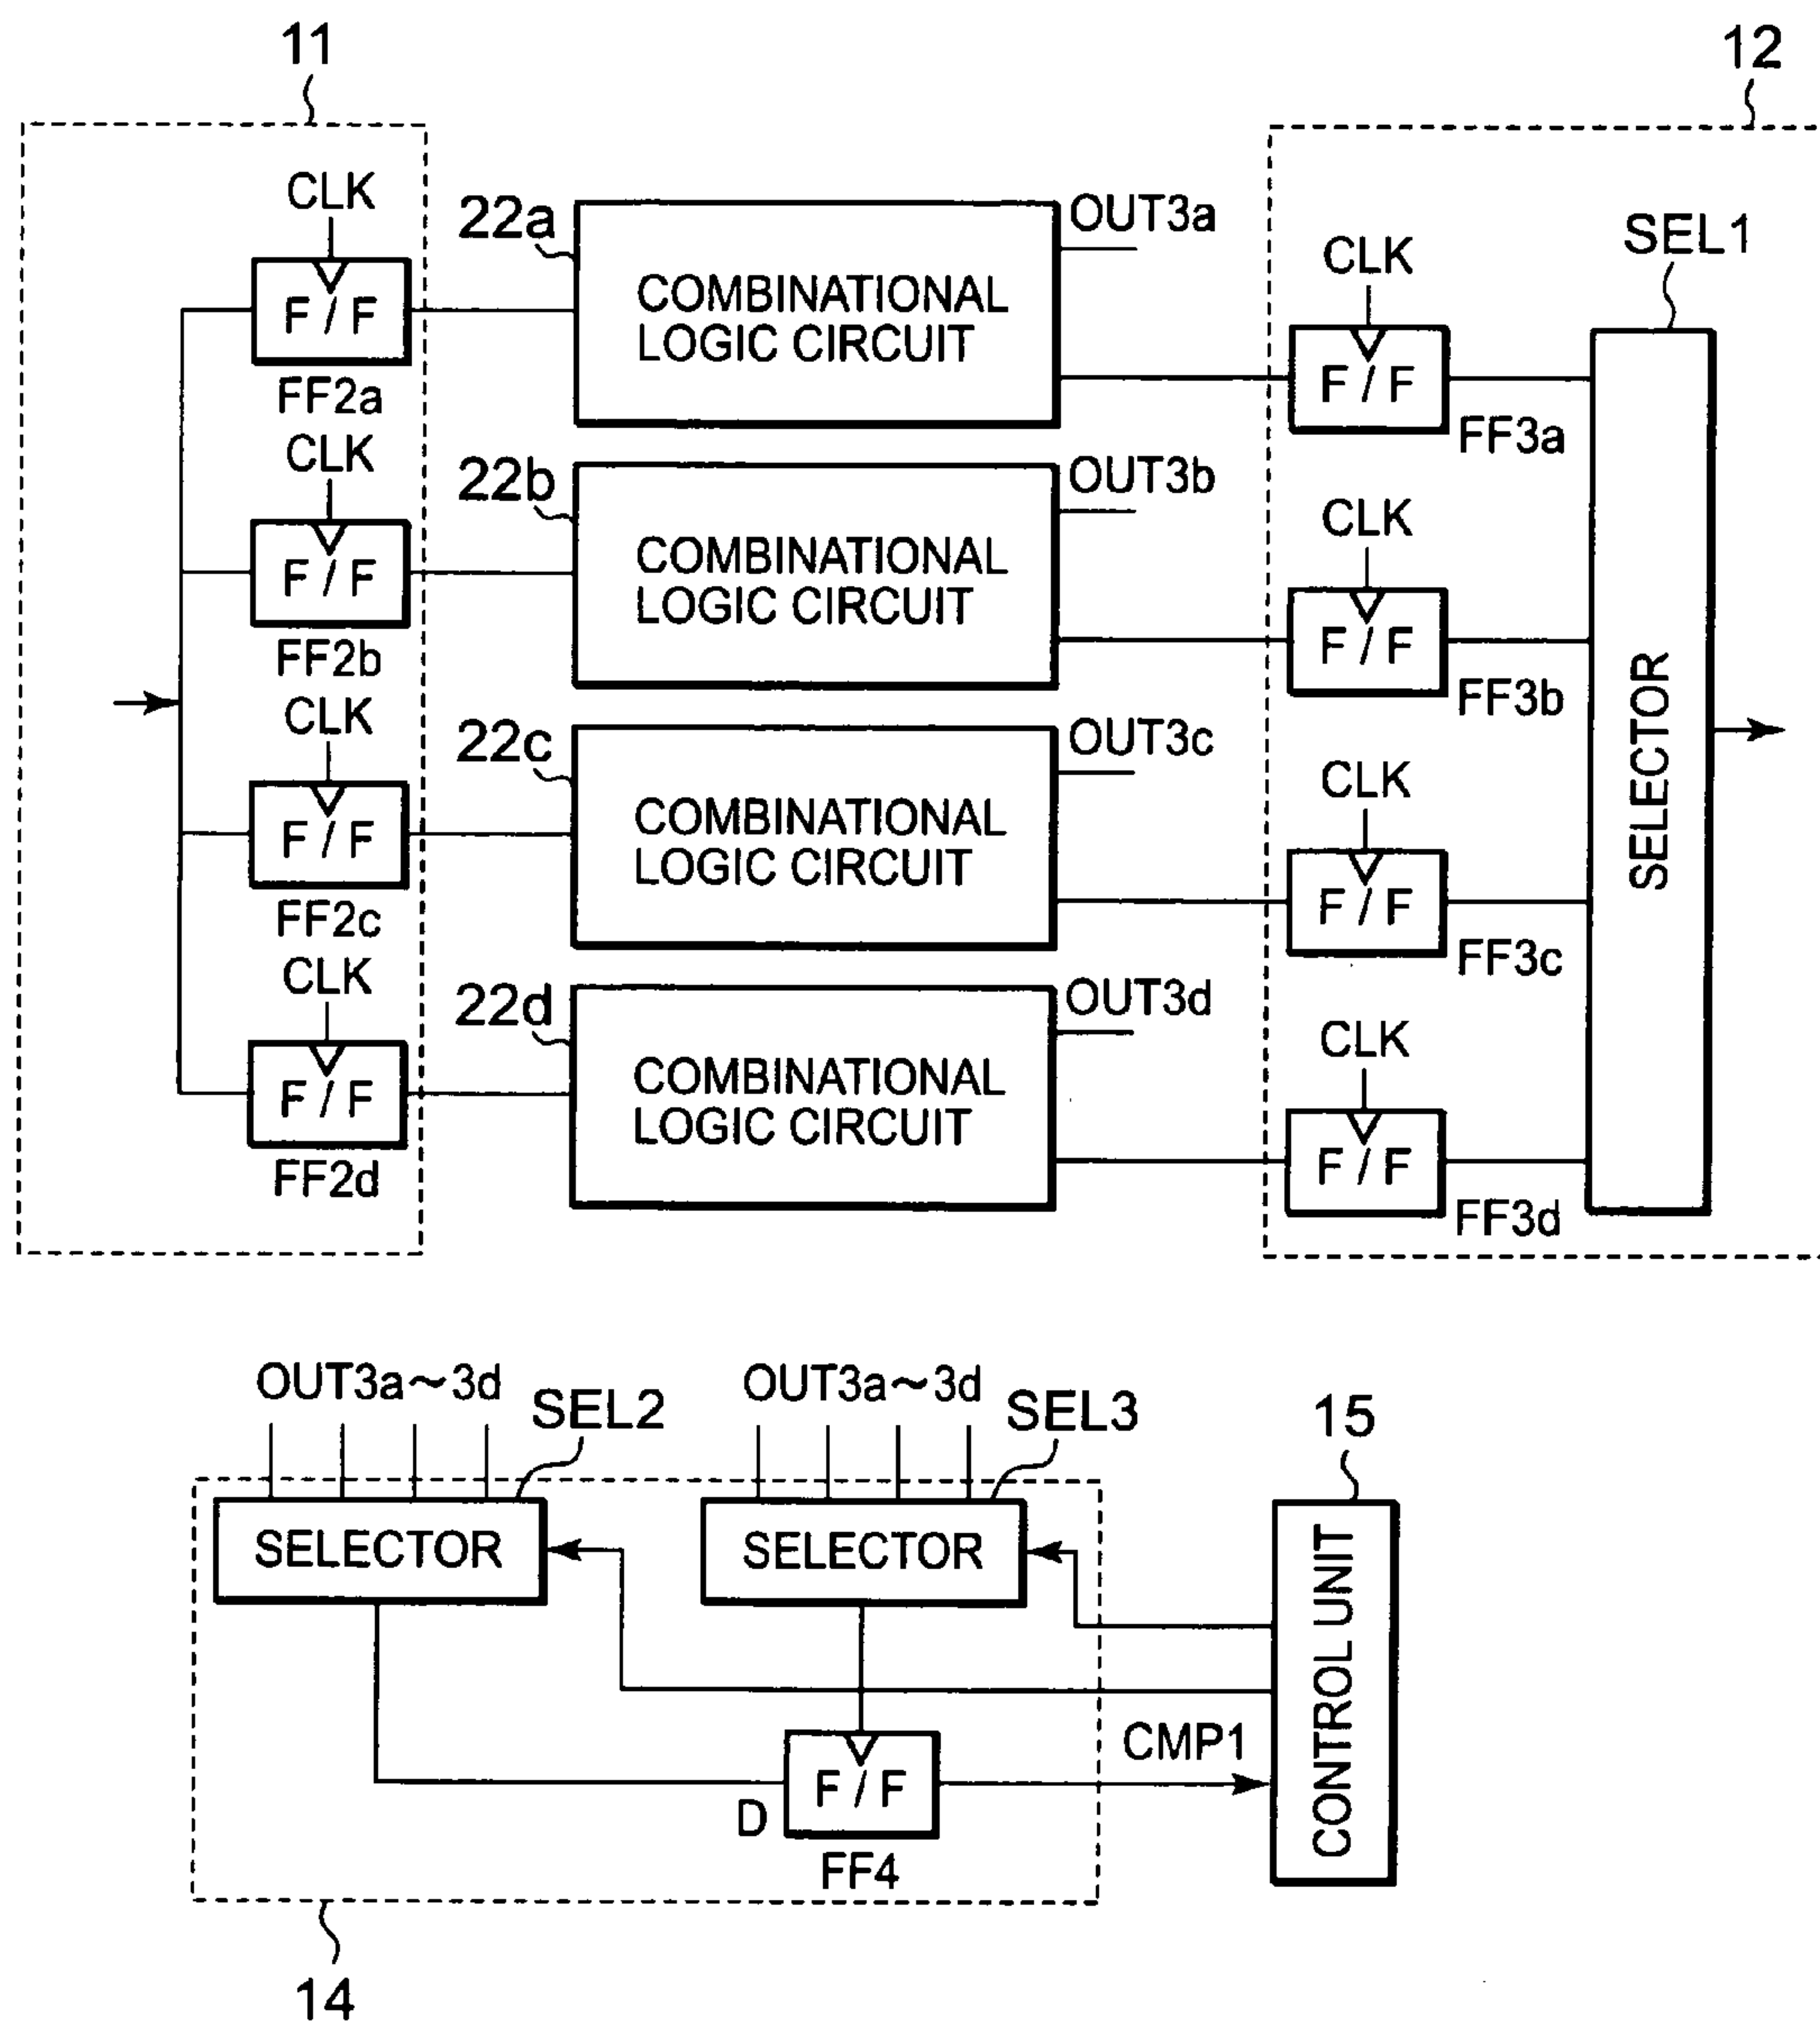 11
12
CLK
22a
OUT3a
COMBINATIONAL
LOGIC CIRCUIT
F / F
FF2a
CLK
SEL1
F / F
FF3a
CLK
22b
OUT3b
COMBINATIONAL
LOGIC CIRCUIT
F / F
FF2b
CLK
F / F
FF3b
SELECTOR
CLK
22c
OUT3c
COMBINATIONAL
LOGIC CIRCUIT
F / F
FF2c
CLK
F / F
FF3c
CLK
22d
OUT3d
COMBINATIONAL
LOGIC CIRCUIT
F / F
FF2d
CLK
F / F
FF3d
OUT3a~3d
SEL2
OUT3a~3d
SEL3
15
SELECTOR
SELECTOR
CONTROL UNIT
CMP1
D
F / F
FF4
14